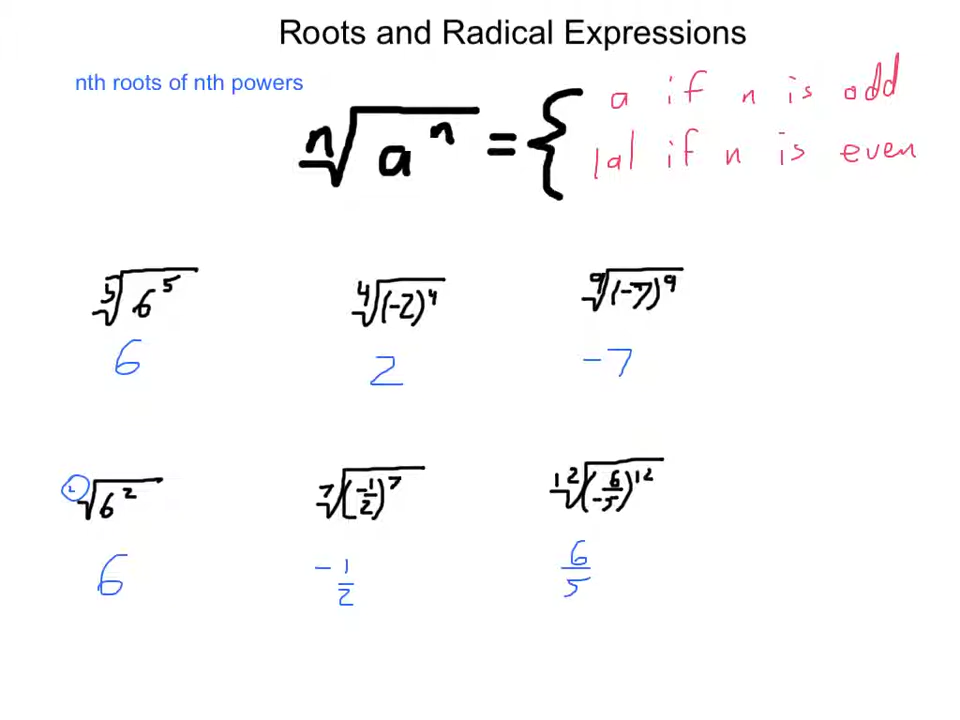 Roots and Radical Expressions
nth roots of nth powers
ⁿ√aⁿ = { a if n is odd
|a| if n is even
⁵√6⁵ ⁴√(-2)⁴ ⁹√(-7)⁹
6 2 -7
²√6² ⁷√(-1/2)⁷ ¹²√(6/-5)¹²
6 -1/2 6/5